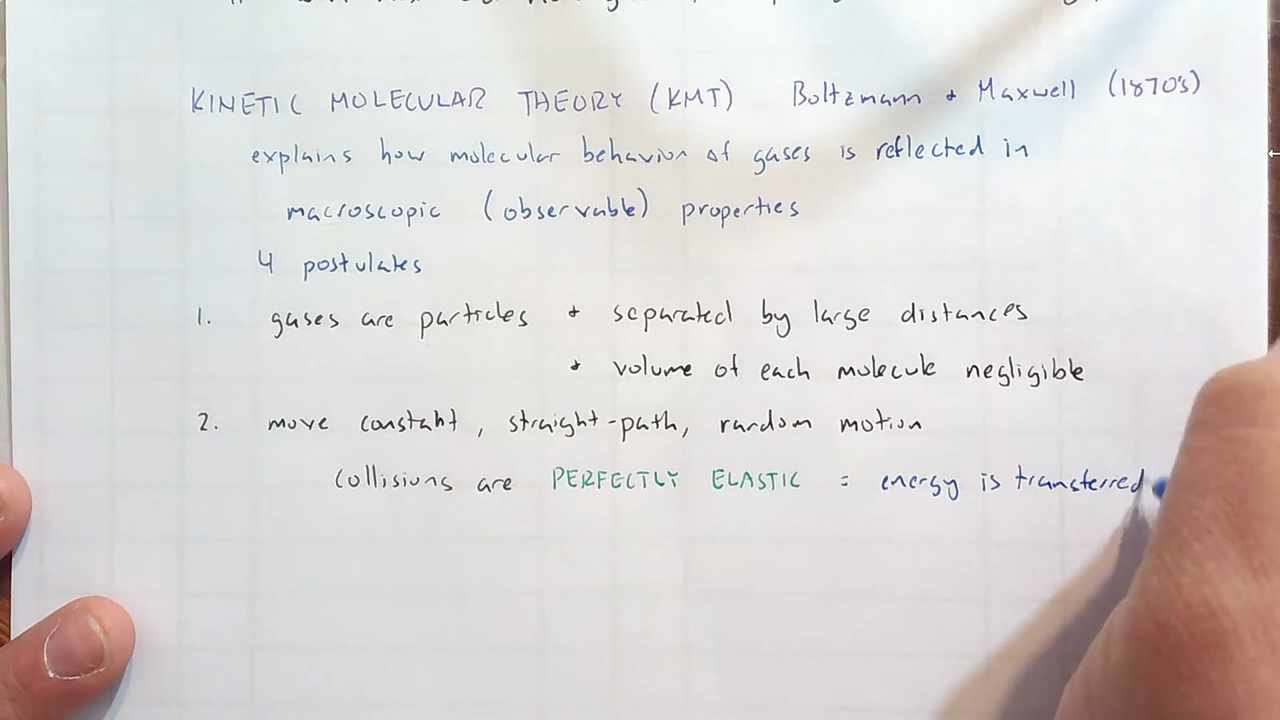 KINETIC MOLECULAR THEORY (KMT) Boltzmann + Maxwell (1870's)
explains how molecular behavior of gases is reflected in
macroscopic (observable) properties
4 postulates
1. gases are particles + separated by large distances
+ volume of each molecule negligible
2. move constant, straight-path, random motion
collisions are PERFECTLY ELASTIC = energy is transferred